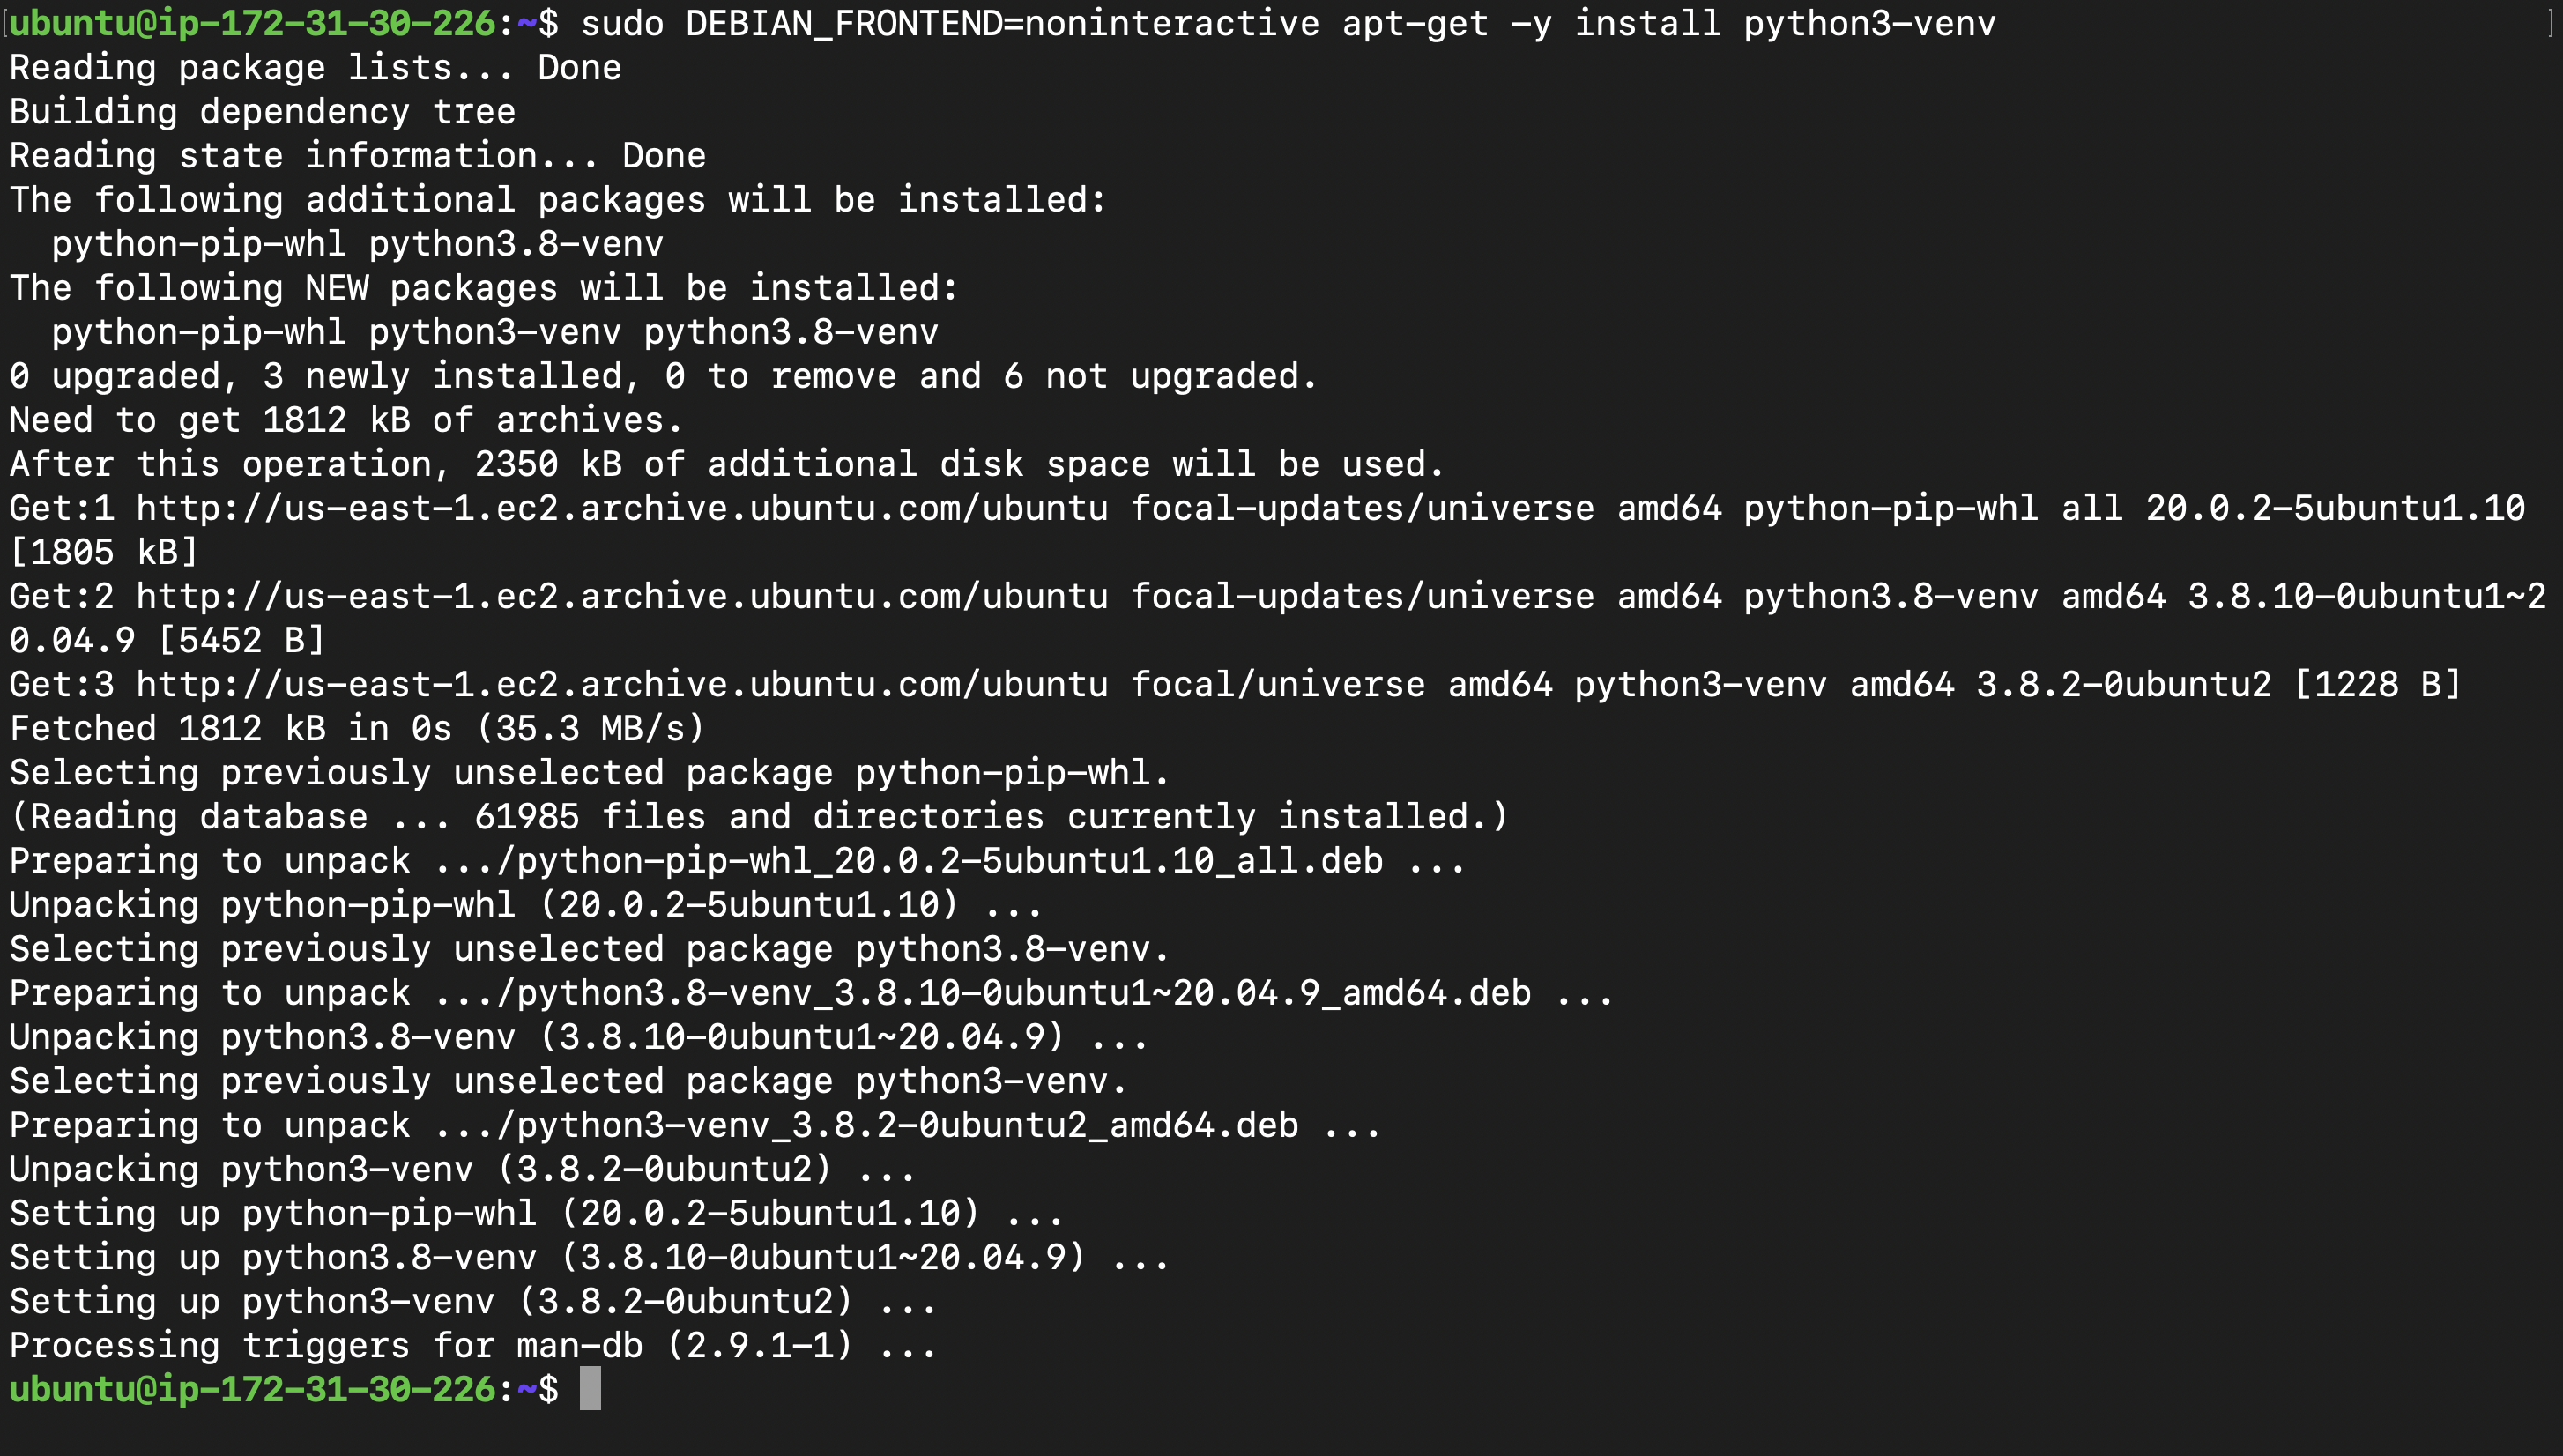 [ubuntu@ip-172-31-30-226:~$ sudo DEBIAN_FRONTEND=noninteractive apt-get -y install python3-venv ]
Reading package lists... Done
Building dependency tree
Reading state information... Done
The following additional packages will be installed:
  python-pip-whl python3.8-venv
The following NEW packages will be installed:
  python-pip-whl python3-venv python3.8-venv
0 upgraded, 3 newly installed, 0 to remove and 6 not upgraded.
Need to get 1812 kB of archives.
After this operation, 2350 kB of additional disk space will be used.
Get:1 http://us-east-1.ec2.archive.ubuntu.com/ubuntu focal-updates/universe amd64 python-pip-whl all 20.0.2-5ubuntu1.10
[1805 kB]
Get:2 http://us-east-1.ec2.archive.ubuntu.com/ubuntu focal-updates/universe amd64 python3.8-venv amd64 3.8.10-0ubuntu1~2
0.04.9 [5452 B]
Get:3 http://us-east-1.ec2.archive.ubuntu.com/ubuntu focal/universe amd64 python3-venv amd64 3.8.2-0ubuntu2 [1228 B]
Fetched 1812 kB in 0s (35.3 MB/s)
Selecting previously unselected package python-pip-whl.
(Reading database ... 61985 files and directories currently installed.)
Preparing to unpack .../python-pip-whl_20.0.2-5ubuntu1.10_all.deb ...
Unpacking python-pip-whl (20.0.2-5ubuntu1.10) ...
Selecting previously unselected package python3.8-venv.
Preparing to unpack .../python3.8-venv_3.8.10-0ubuntu1~20.04.9_amd64.deb ...
Unpacking python3.8-venv (3.8.10-0ubuntu1~20.04.9) ...
Selecting previously unselected package python3-venv.
Preparing to unpack .../python3-venv_3.8.2-0ubuntu2_amd64.deb ...
Unpacking python3-venv (3.8.2-0ubuntu2) ...
Setting up python-pip-whl (20.0.2-5ubuntu1.10) ...
Setting up python3.8-venv (3.8.10-0ubuntu1~20.04.9) ...
Setting up python3-venv (3.8.2-0ubuntu2) ...
Processing triggers for man-db (2.9.1-1) ...
ubuntu@ip-172-31-30-226:~$